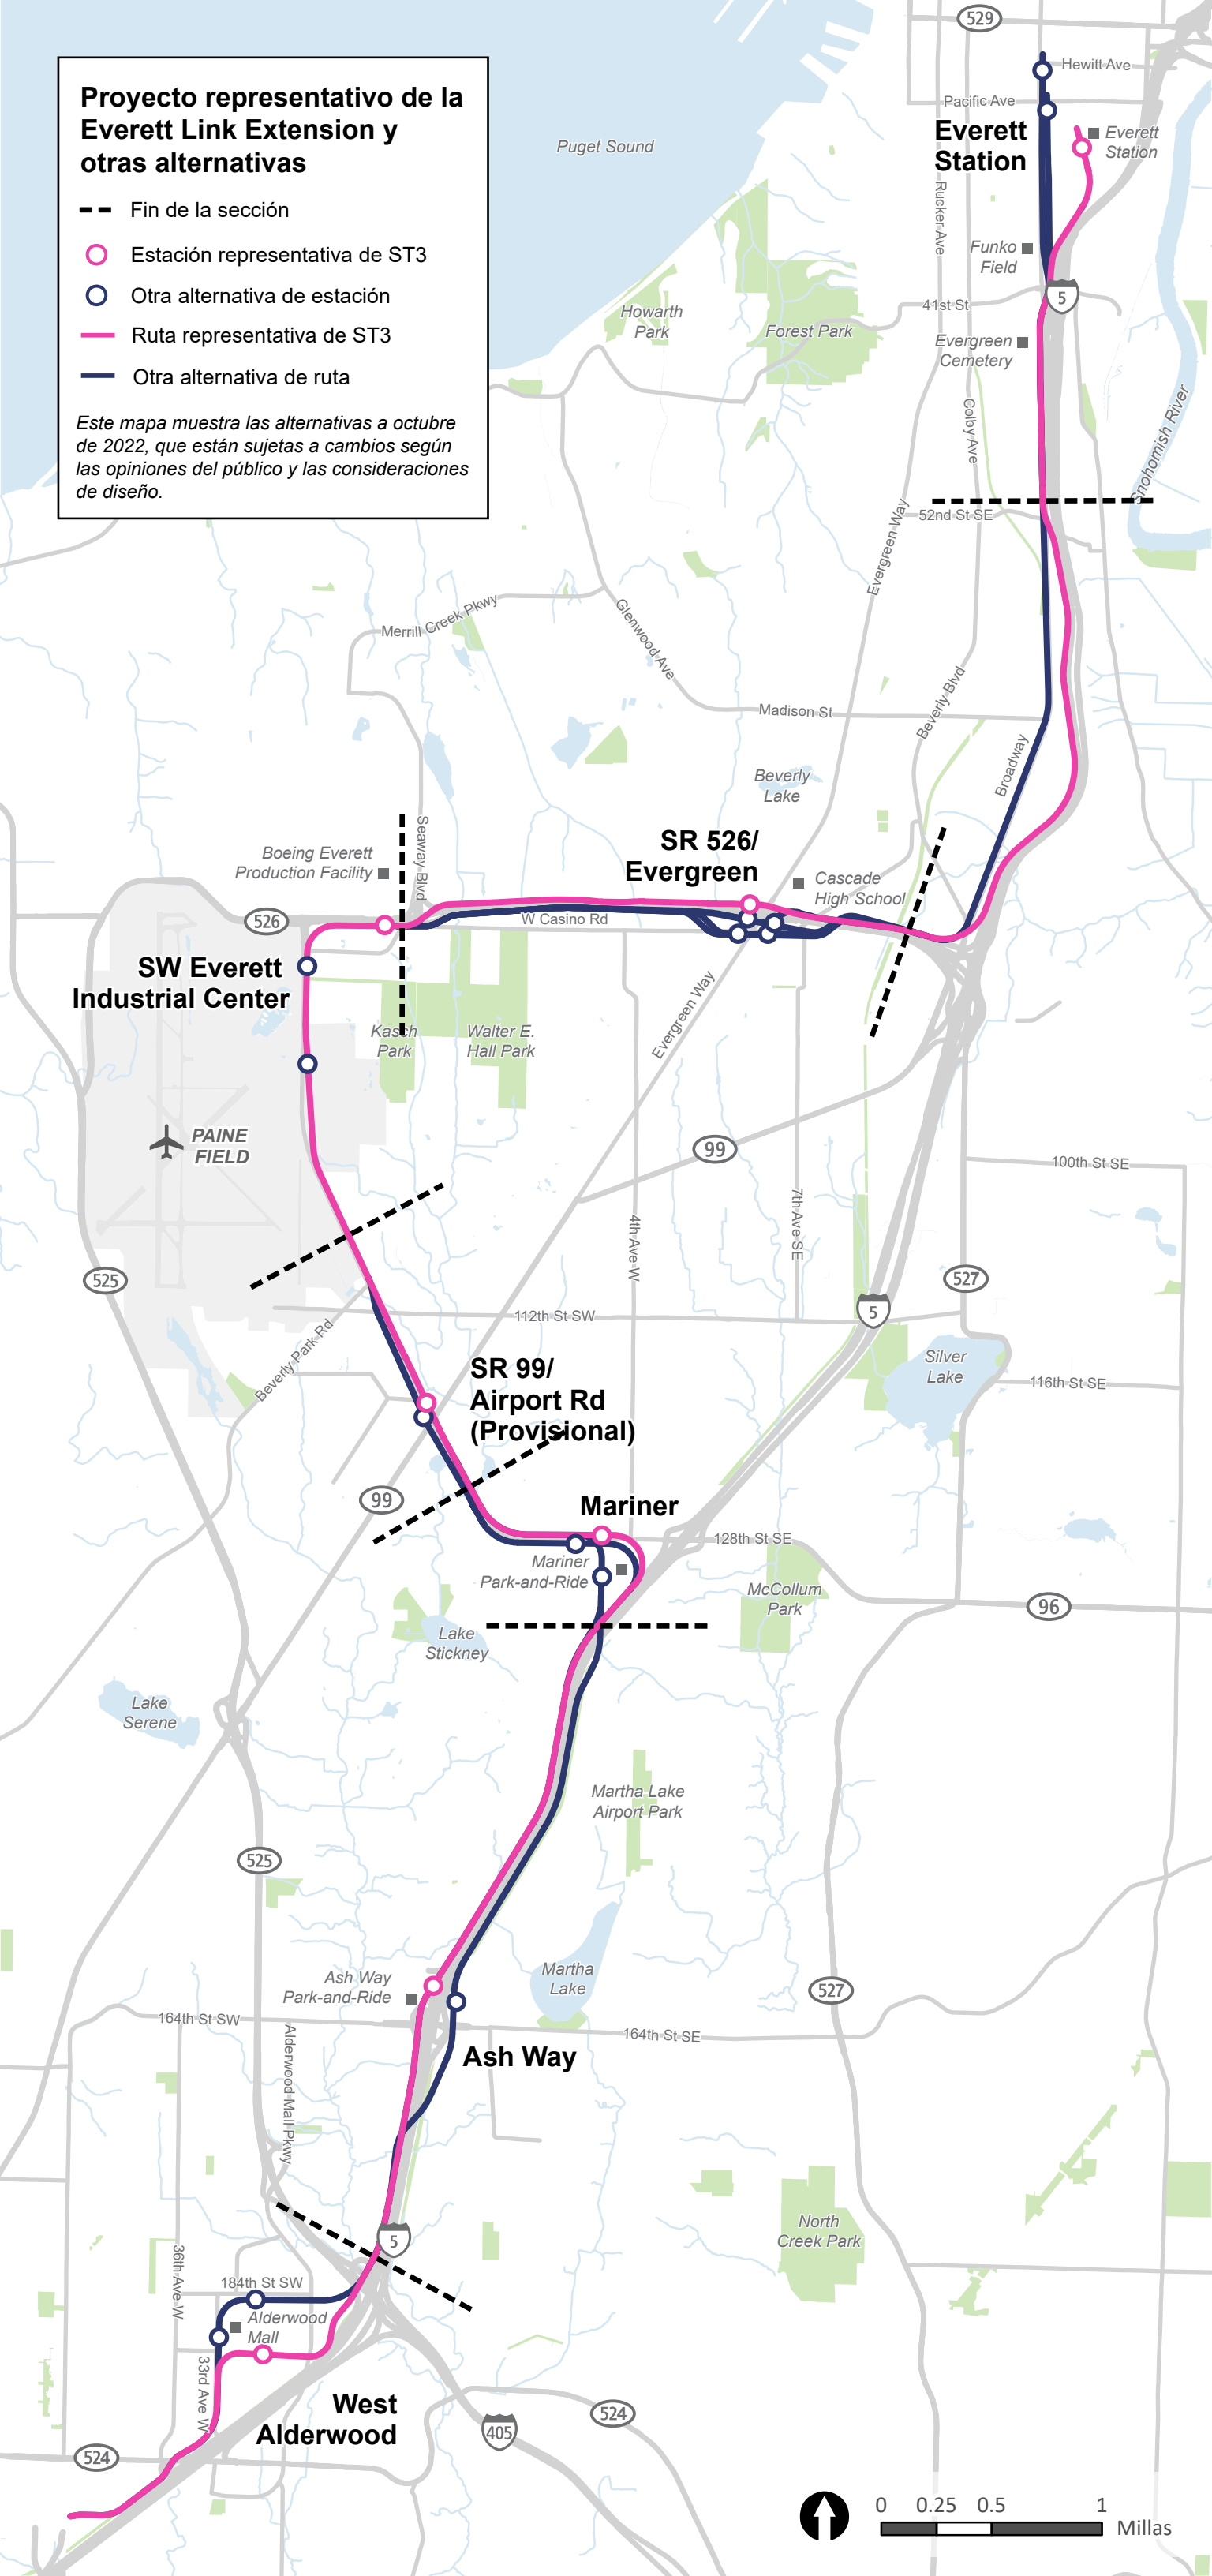 Proyecto representativo de la
Everett Link Extension y
otras alternativas
Fin de la sección
Estación representativa de ST3
Otra alternativa de estación
Ruta representativa de ST3
Otra alternativa de ruta
Este mapa muestra las alternativas a octubre
de 2022, que están sujetas a cambios según
las opiniones del público y las consideraciones
de diseño.
529
Hewitt Ave
Pacific Ave
Everett
Station
Everett
Station
Puget Sound
Rucker Ave
Funko
Field
5
41st St
Howarth
Park
Forest Park
Evergreen
Cemetery
Colby Ave
Snohomish River
52nd St SE
Evergreen Way
Merrill Creek Pkwy
Glenwood Ave
Beverly Blvd
Madison St
Broadway
Beverly
Lake
SR 526/
Evergreen
Boeing Everett
Production Facility
Seaway Blvd
Cascade
High School
526
W Casino Rd
SW Everett
Industrial Center
Kasch
Park
Walter E.
Hall Park
Evergreen Way
PAINE
FIELD
99
100th St SE
7th Ave SE
4th Ave W
525
527
5
112th St SW
Beverly Park Rd
Silver
Lake
116th St SE
SR 99/
Airport Rd
(Provisional)
99
Mariner
128th St SE
Mariner
Park-and-Ride
McCollum
Park
96
Lake
Stickney
Lake
Serene
Martha Lake
Airport Park
525
Ash Way
Park-and-Ride
Martha
Lake
527
164th St SW
164th St SE
Alderwood Mall Pkwy
Ash Way
North
Creek Park
5
36th Ave W
184th St SW
Alderwood
Mall
33rd Ave W
West
Alderwood
524
405
524
0 0.25 0.5 1
Millas